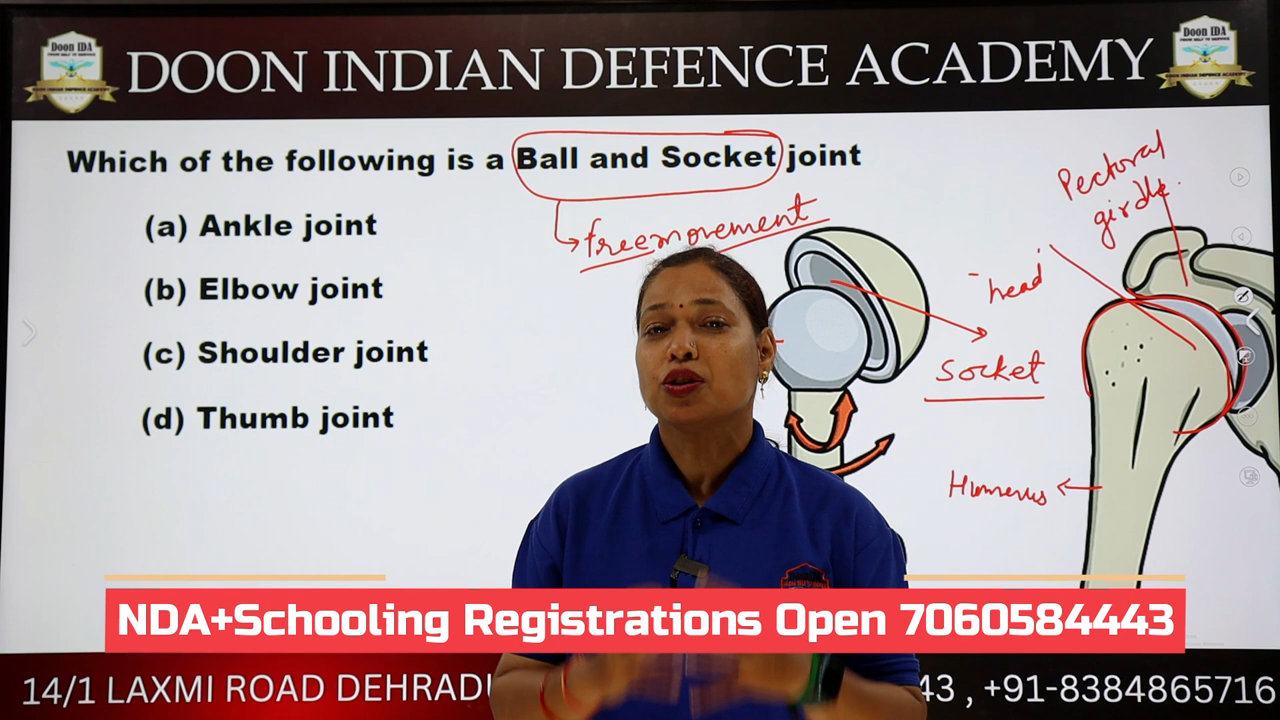 Doon IDA
DOON INDIAN DEFENCE ACADEMY
Doon IDA
Which of the following is a Ball and Socket joint
freemovement
Pectoral
girdle
(a) Ankle joint
(b) Elbow joint
(c) Shoulder joint
(d) Thumb joint
head
Socket
Humerus
NDA+Schooling Registrations Open 7060584443
14/1 LAXMI ROAD DEHRADU
43 , +91-8384865716